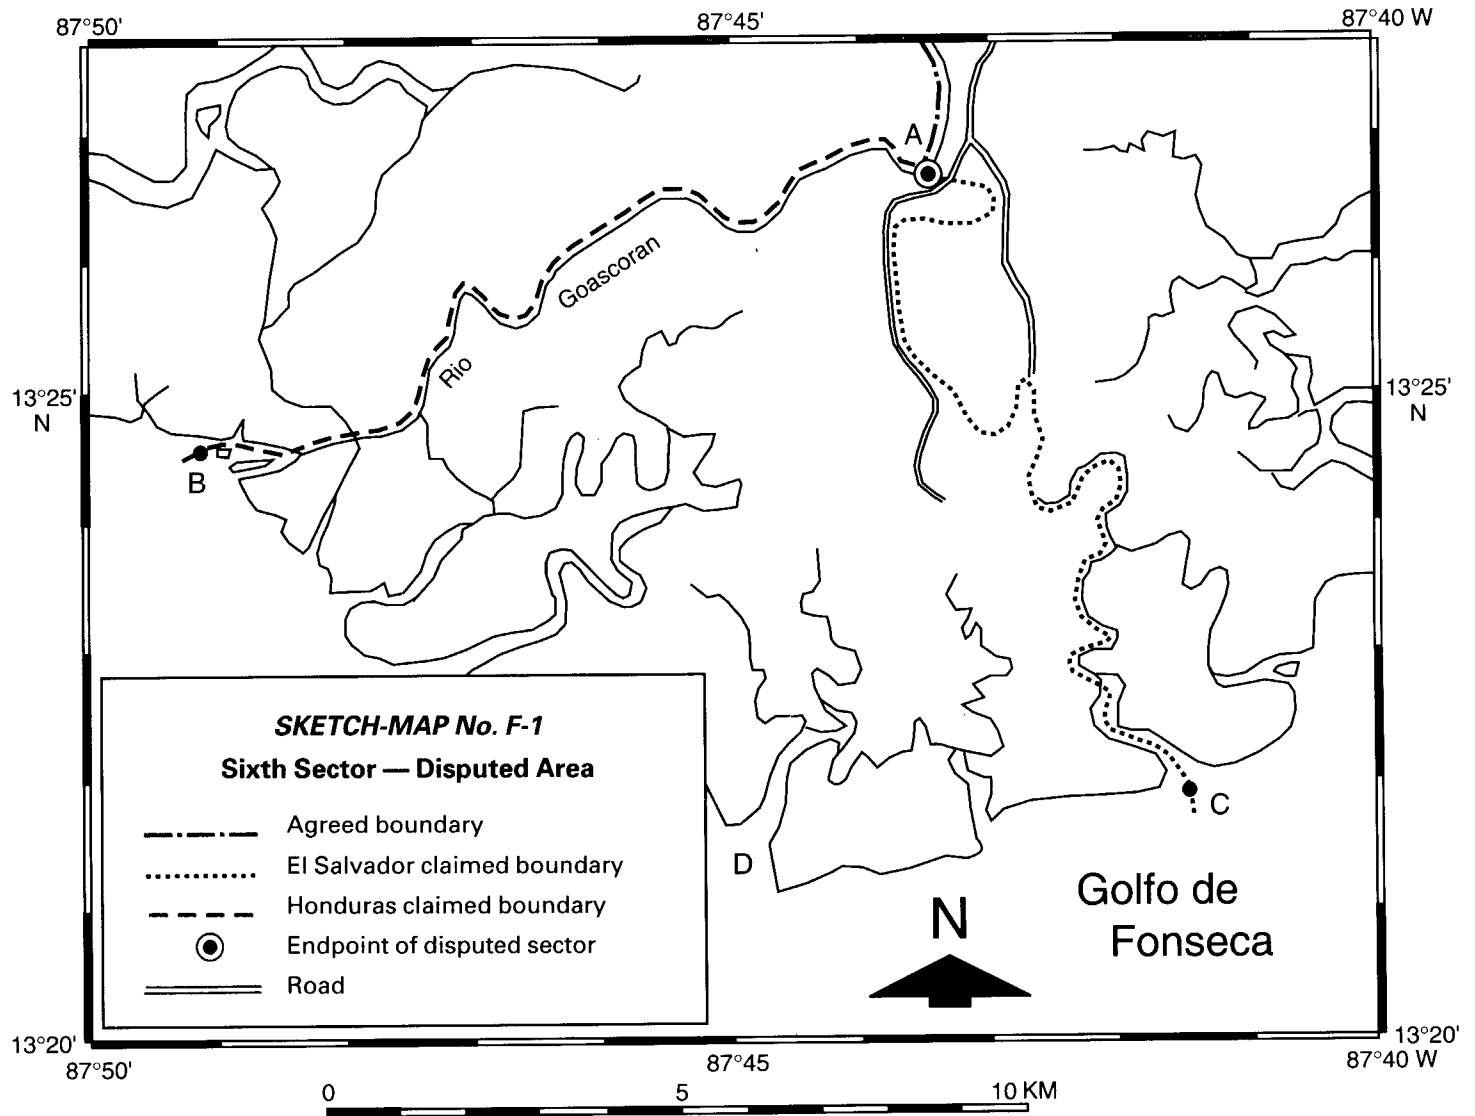 87°50' 87°45' 87°40' W
A
Rio Goascoran
13°25' N
13°25' N
B
C
D
SKETCH-MAP No. F-1
Sixth Sector — Disputed Area
Agreed boundary
El Salvador claimed boundary
Honduras claimed boundary
Endpoint of disputed sector
Road
N
Golfo de
Fonseca
13°20' 13°20'
87°50' 87°45' 87°40' W
0 5 10 KM